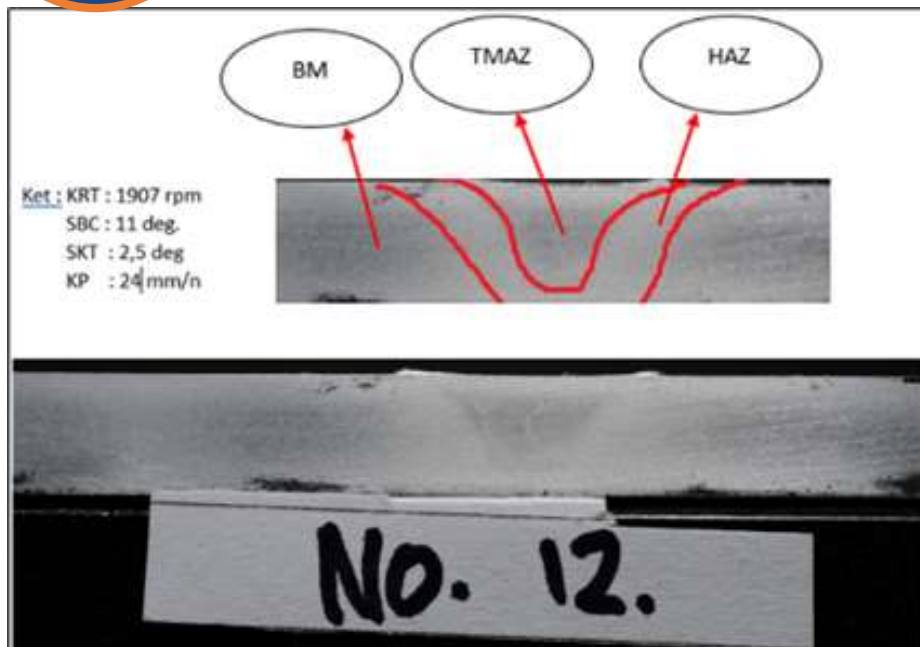 BM
TMAZ
HAZ
Ket : KRT : 1907 rpm
SBC : 11 deg.
SKT : 2,5 deg
KP : 24 mm/n
No. 12.